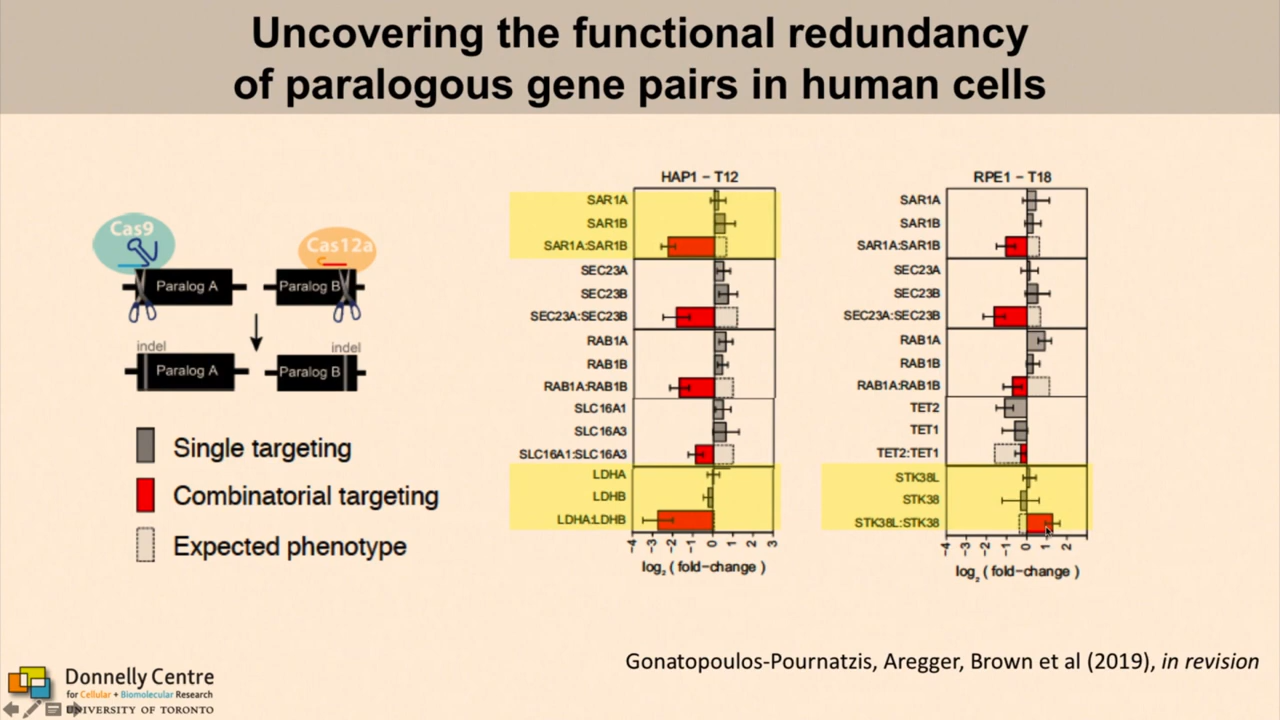 Uncovering the functional redundancy
of paralogous gene pairs in human cells
Cas9
Cas12a
Paralog A
Paralog B
indel
indel
Paralog A
Paralog B
Single targeting
Combinatorial targeting
Expected phenotype
HAP1 – T12
SAR1A
SAR1B
SAR1A:SAR1B
SEC23A
SEC23B
SEC23A:SEC23B
RAB1A
RAB1B
RAB1A:RAB1B
SLC16A1
SLC16A3
SLC16A1:SLC16A3
LDHA
LDHB
LDHA:LDHB
-4 -3 -2 -1 0 1 2 3
log₂ ( fold-change )
RPE1 – T18
SAR1A
SAR1B
SAR1A:SAR1B
SEC23A
SEC23B
SEC23A:SEC23B
RAB1A
RAB1B
RAB1A:RAB1B
TET2
TET1
TET2:TET1
STK38L
STK38
STK38L:STK38
-4 -3 -2 -1 0 1 2
log₂ ( fold-change )
Gonatopoulos-Pournatzis, Aregger, Brown et al (2019), in revision
Donnelly Centre
for Cellular + Biomolecular Research
UNIVERSITY OF TORONTO